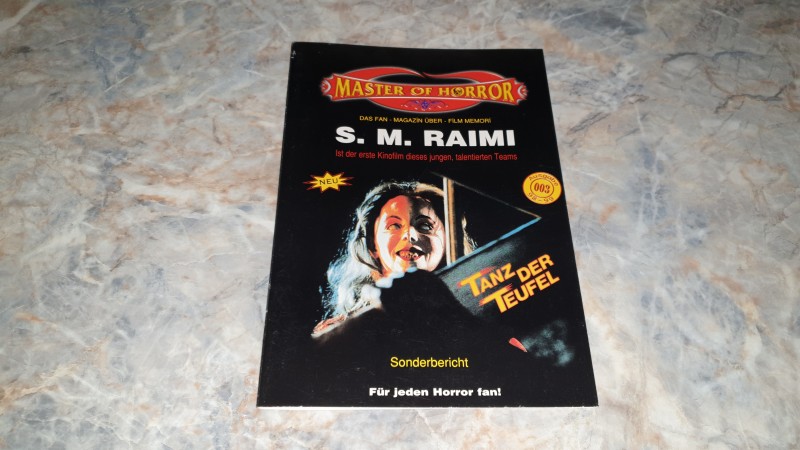 MASTER OF HORROR
DAS FAN - MAGAZIN ÜBER - FILM MEMORI
S. M. RAIMI
Ist der erste Kinofilm dieses jungen, talentierten Teams
NEU
003
TANZ DER
TEUFEL
Sonderbericht
Für jeden Horror fan!